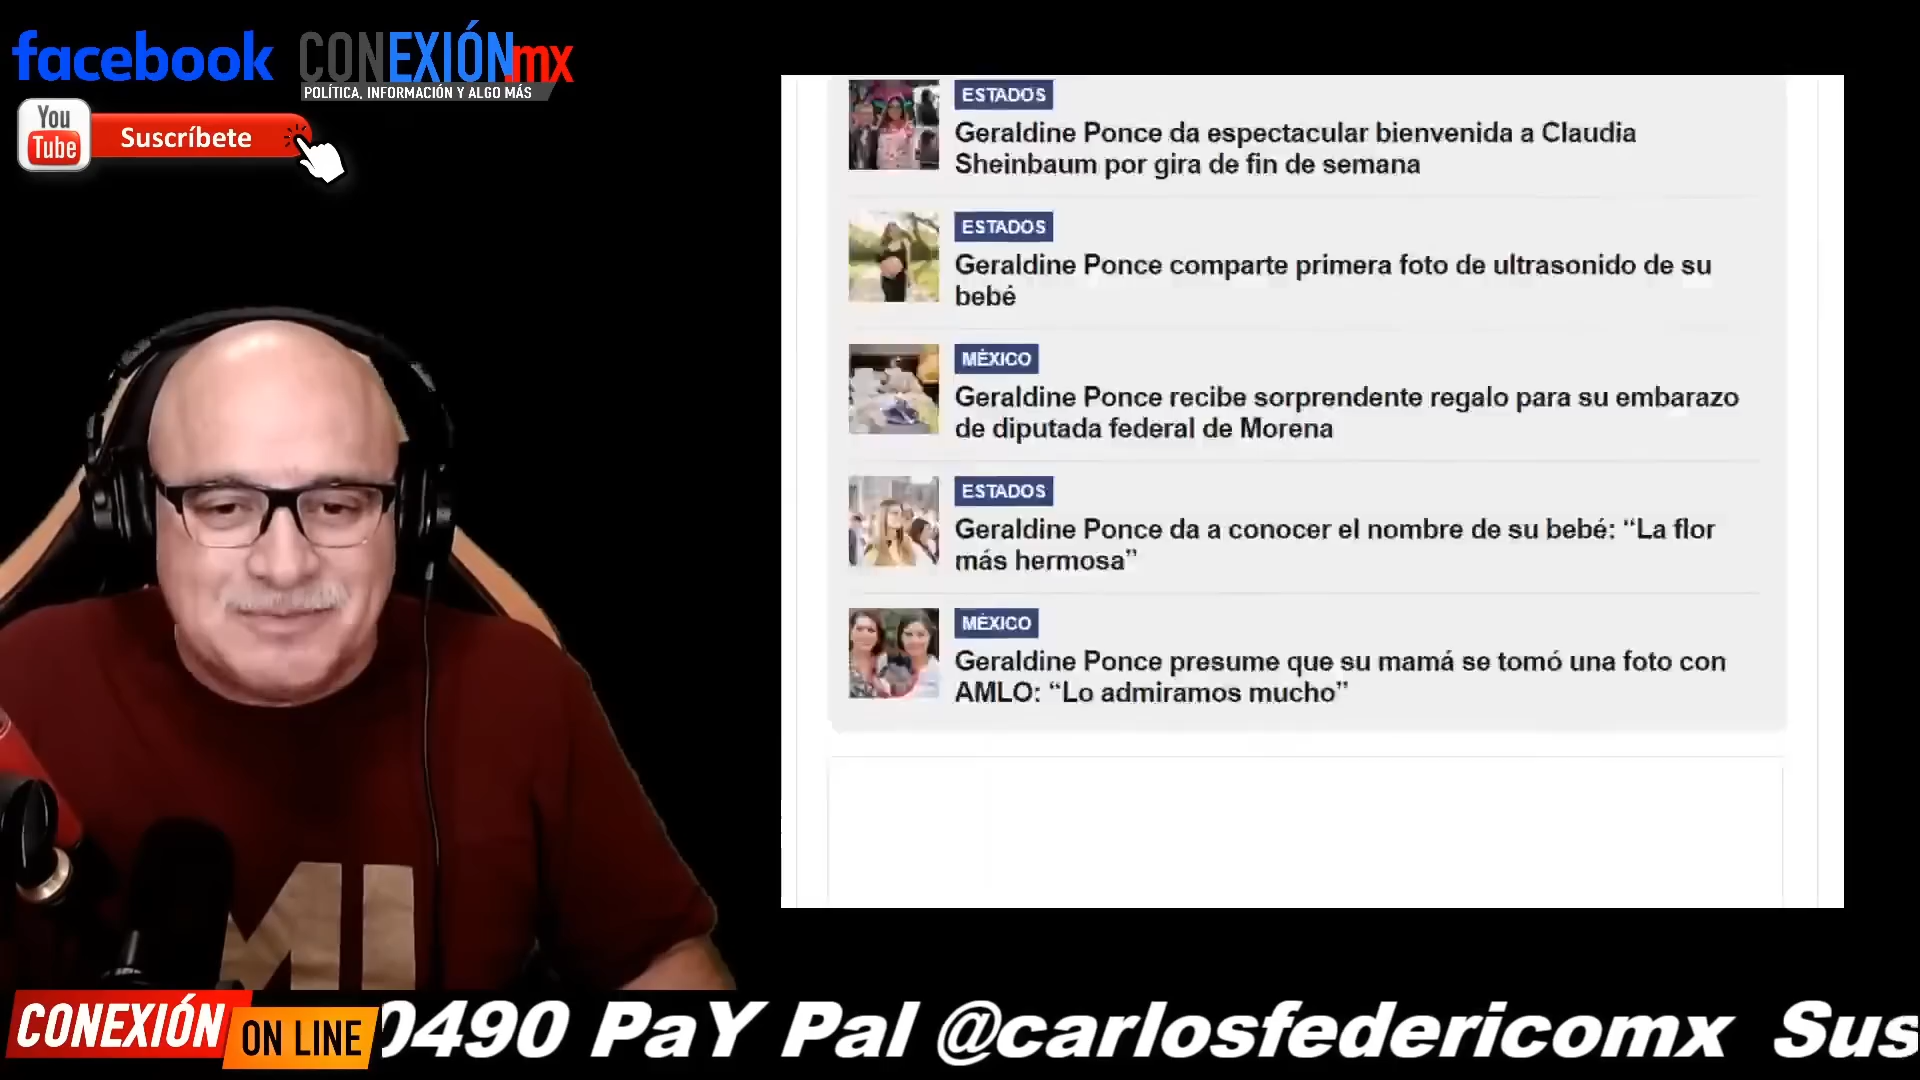 facebook
CONEXIÓN.mx
POLÍTICA, INFORMACIÓN Y ALGO MÁS
You
Tube
Suscríbete
ESTADOS
Geraldine Ponce da espectacular bienvenida a Claudia
Sheinbaum por gira de fin de semana
ESTADOS
Geraldine Ponce comparte primera foto de ultrasonido de su
bebé
MÉXICO
Geraldine Ponce recibe sorprendente regalo para su embarazo
de diputada federal de Morena
ESTADOS
Geraldine Ponce da a conocer el nombre de su bebé: “La flor
más hermosa”
MÉXICO
Geraldine Ponce presume que su mamá se tomó una foto con
AMLO: “Lo admiramos mucho”
MI
CONEXIÓN
ON LINE
0490 PaY Pal @carlosfedericomx Sus